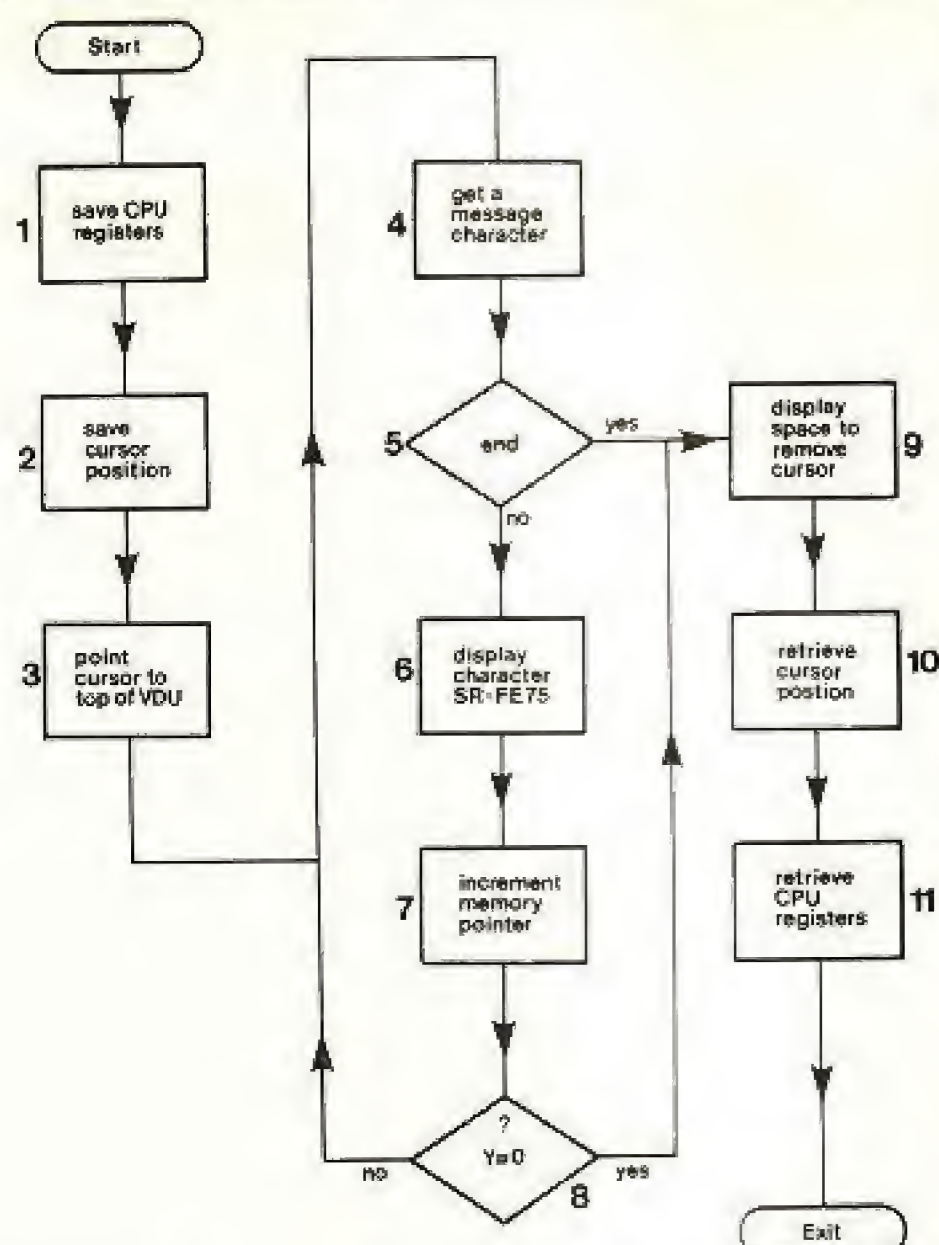 Start
1
save CPU
registers
2
save
cursor
position
3
point
cursor to
top of VDU
4
get a
message
character
5
end
yes
no
6
display
character
SR-FE75
7
increment
memory
pointer
?
Y=0
8
no
yes
9
display
space to
remove
cursor
10
retrieve
cursor
postion
11
retrieve
CPU
registers
Exit